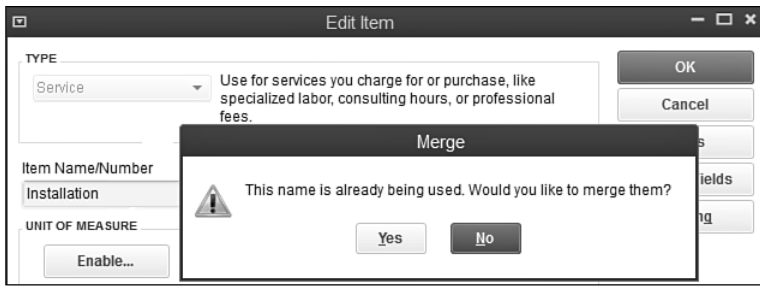 Edit Item
TYPE
Service
Use for services you charge for or purchase, like
specialized labor, consulting hours, or professional
fees.
OK
Cancel
Item Name/Number
Installation
UNIT OF MEASURE
Enable...
Merge
This name is already being used. Would you like to merge them?
Yes
No